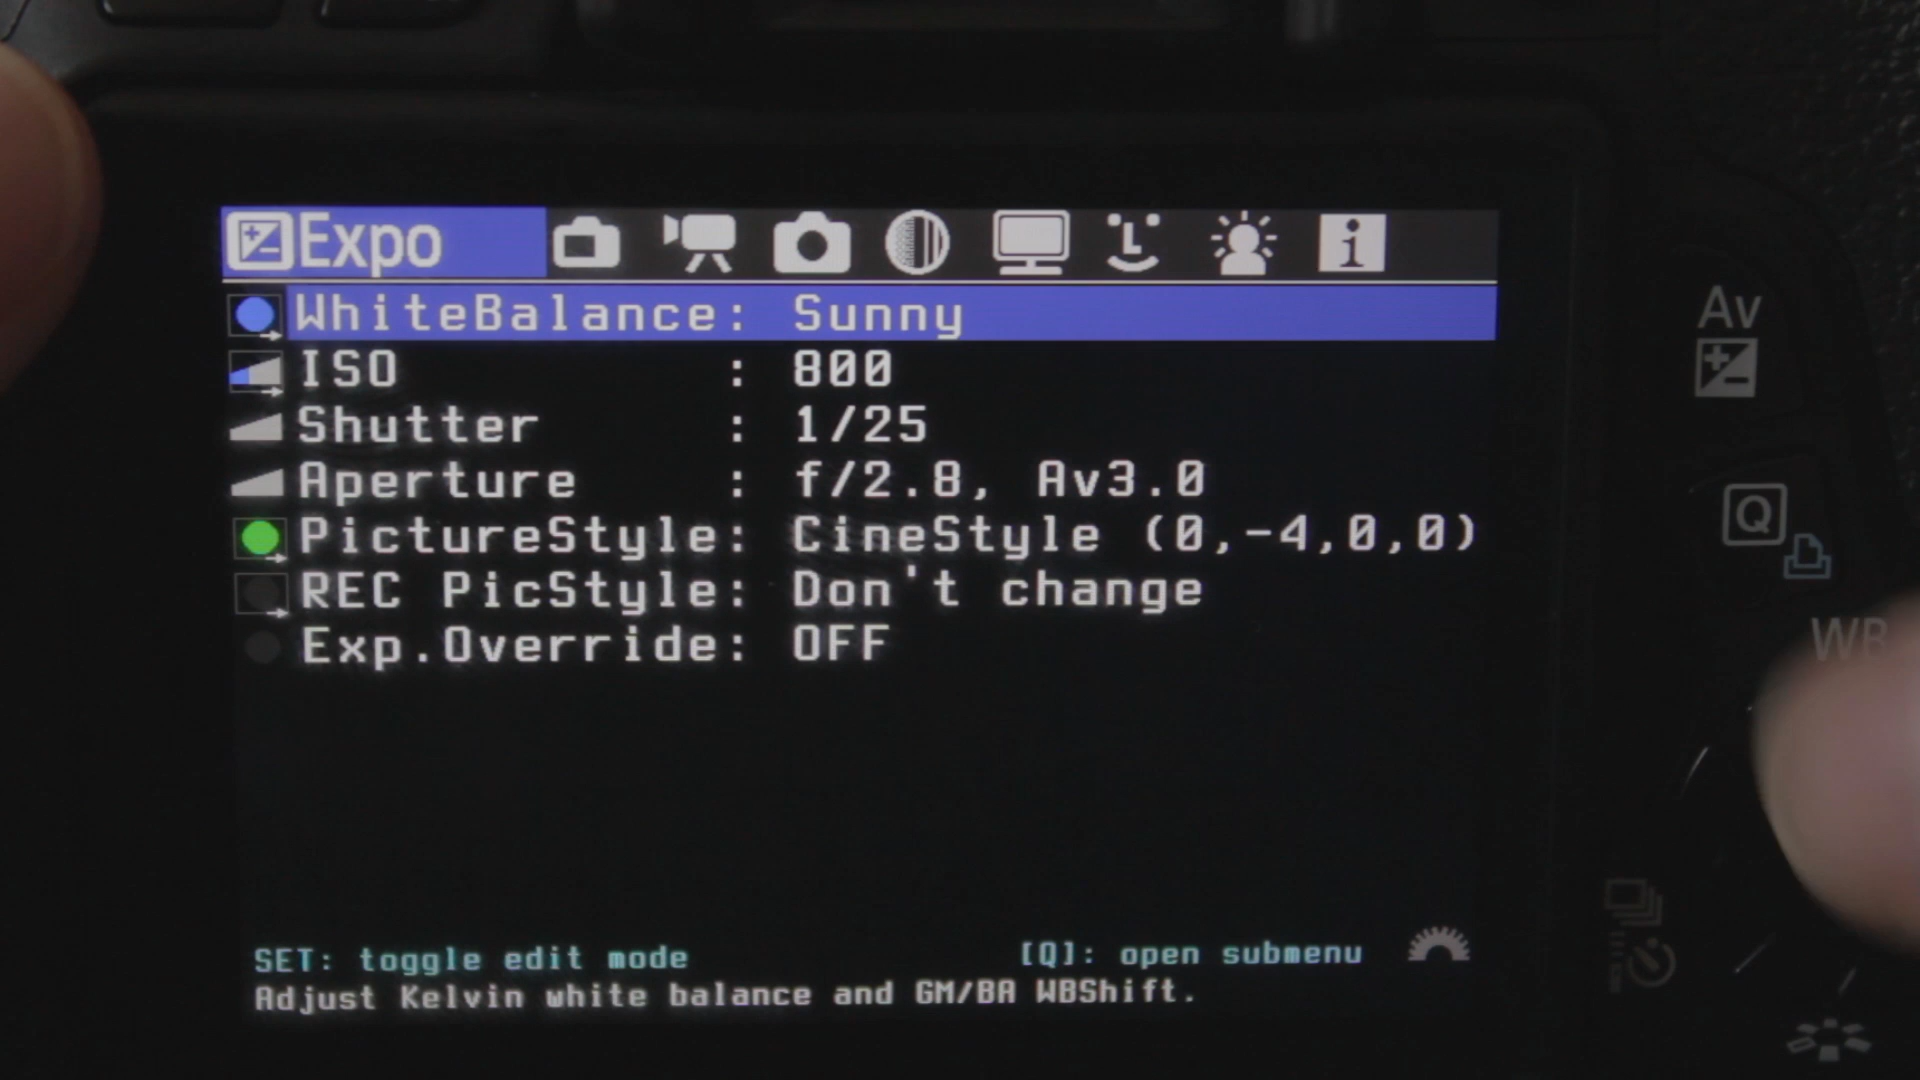 Expo
WhiteBalance: Sunny
ISO : 800
Shutter : 1/25
Aperture : f/2.8, Av3.0
PictureStyle: CineStyle (0,-4,0,0)
REC PicStyle: Don't change
Exp.Override: OFF
SET: toggle edit mode [Q]: open submenu
Adjust Kelvin white balance and GM/BA WBShift.
Av
Q
WB